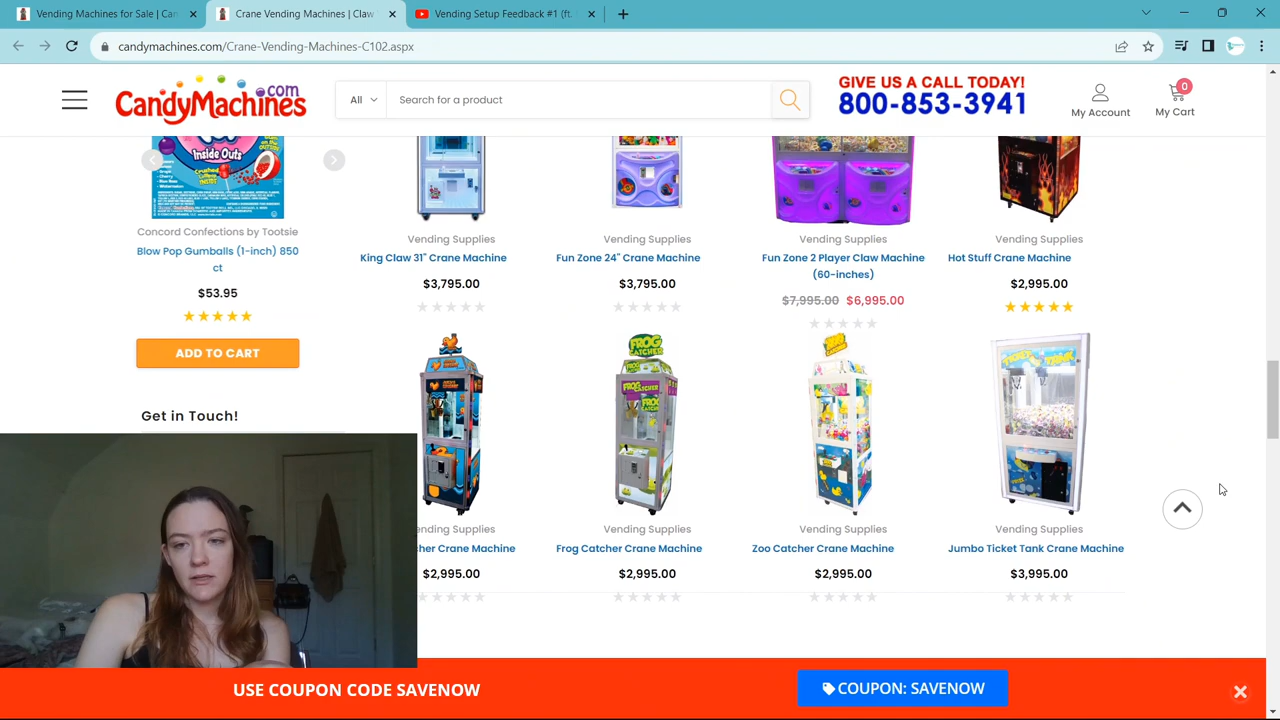 Vending Machines for Sal
Crane Vending Machines | Claw
Vending Setup Feedback #1 (ft.
candymachines.com/Crane-Vending-Machines-C102.aspx
CandyMachines.com
All
Search for a product
GIVE US A CALL TODAY!
800-853-3941
My Account
0
My Cart
Inside Outs
Concord Confections by Tootsie
Blow Pop Gumballs (1-inch) 850
ct
$53.95
ADD TO CART
Get in Touch!
Vending Supplies
King Claw 31" Crane Machine
$3,795.00
Vending Supplies
Fun Zone 24" Crane Machine
$3,795.00
Vending Supplies
Fun Zone 2 Player Claw Machine
(60-inches)
$7,995.00 $6,995.00
Vending Supplies
Hot Stuff Crane Machine
$2,995.00
FROG
CATCHER
ZOO
TICKET TANK
ending Supplies
cher Crane Machine
$2,995.00
Vending Supplies
Frog Catcher Crane Machine
$2,995.00
Vending Supplies
Zoo Catcher Crane Machine
$2,995.00
Vending Supplies
Jumbo Ticket Tank Crane Machine
$3,995.00
USE COUPON CODE SAVENOW
COUPON: SAVENOW